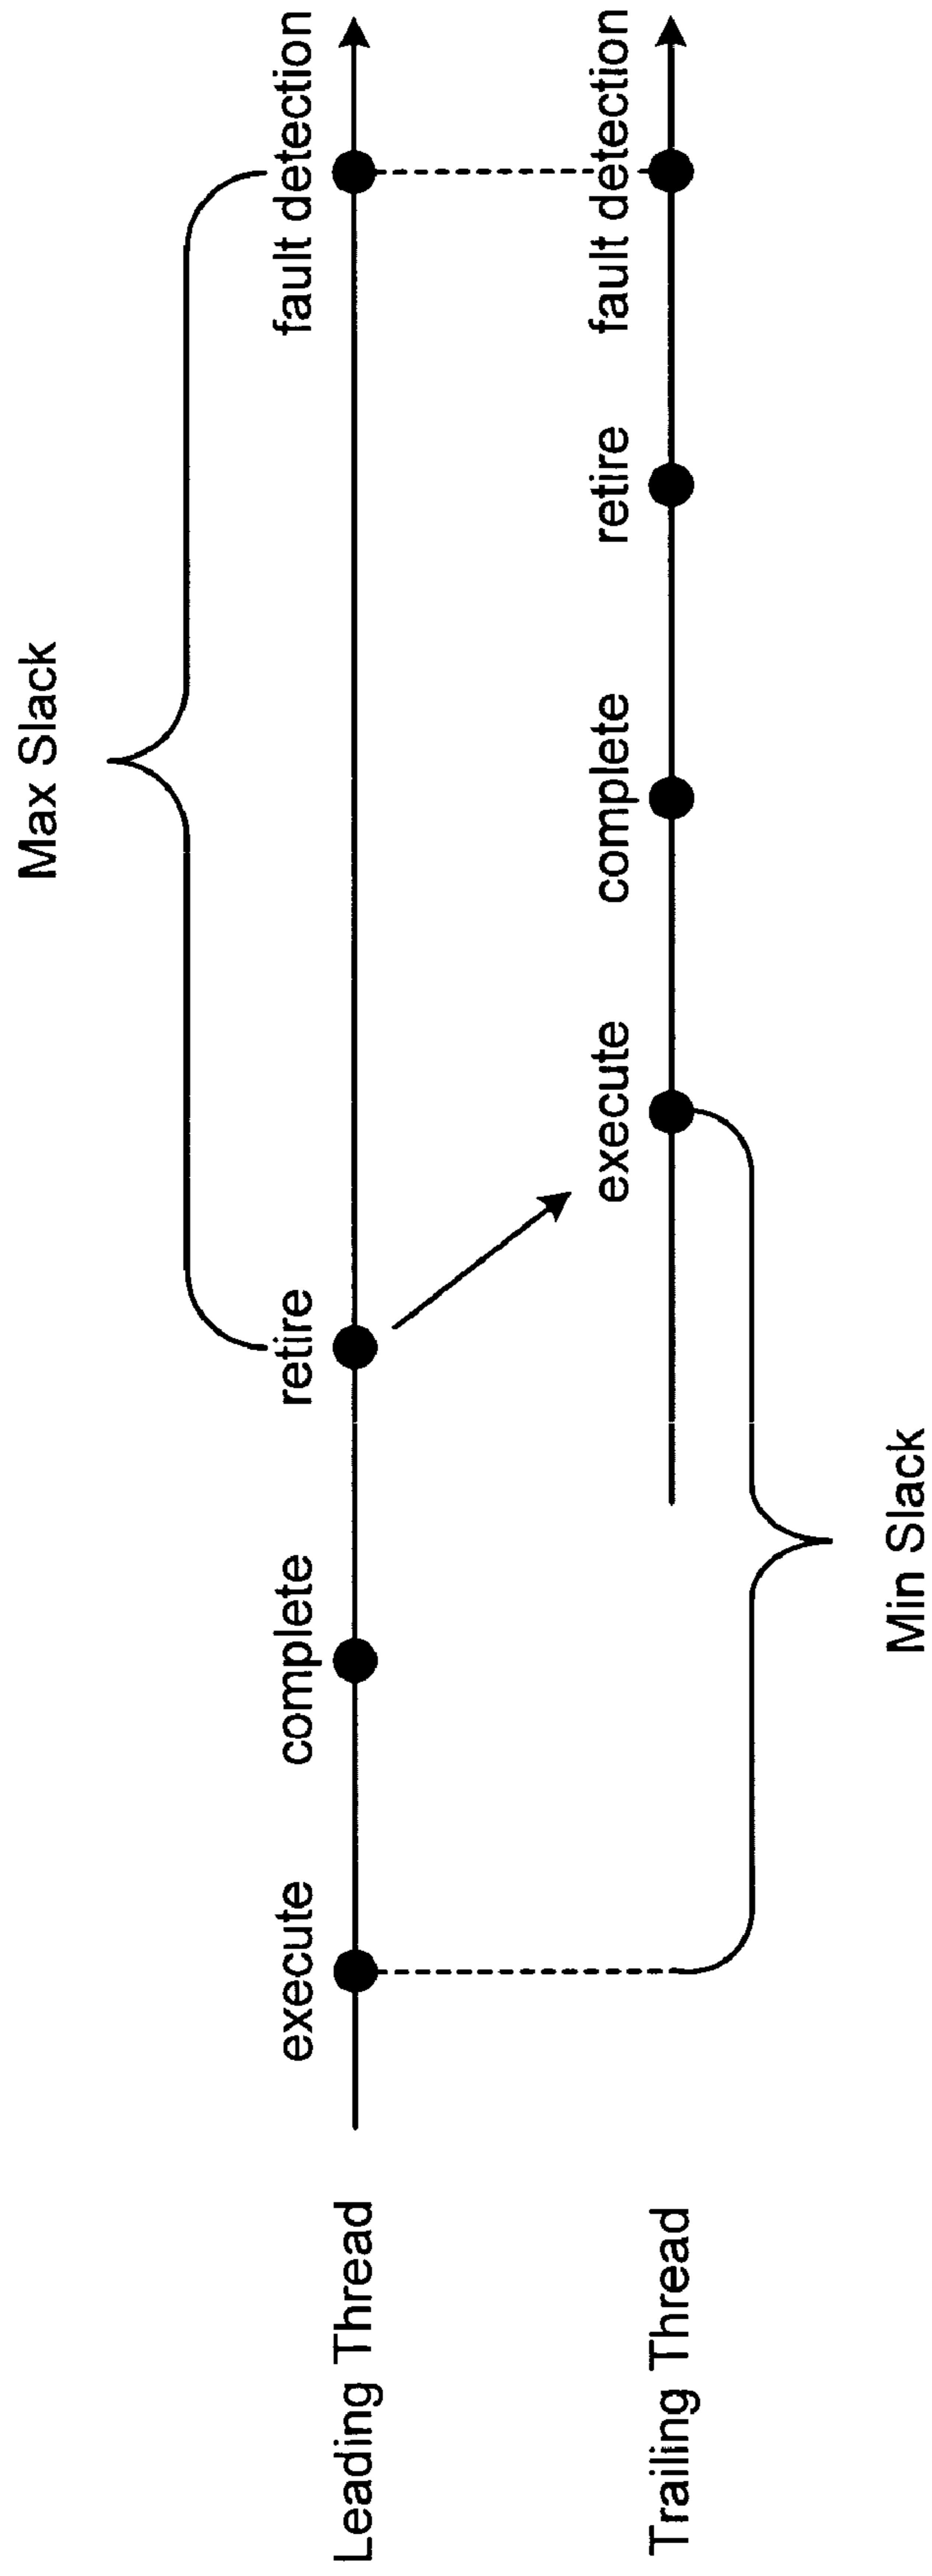 Max Slack
Leading Thread
execute
complete
retire
fault detection
Trailing Thread
execute
complete
retire
fault detection
Min Slack